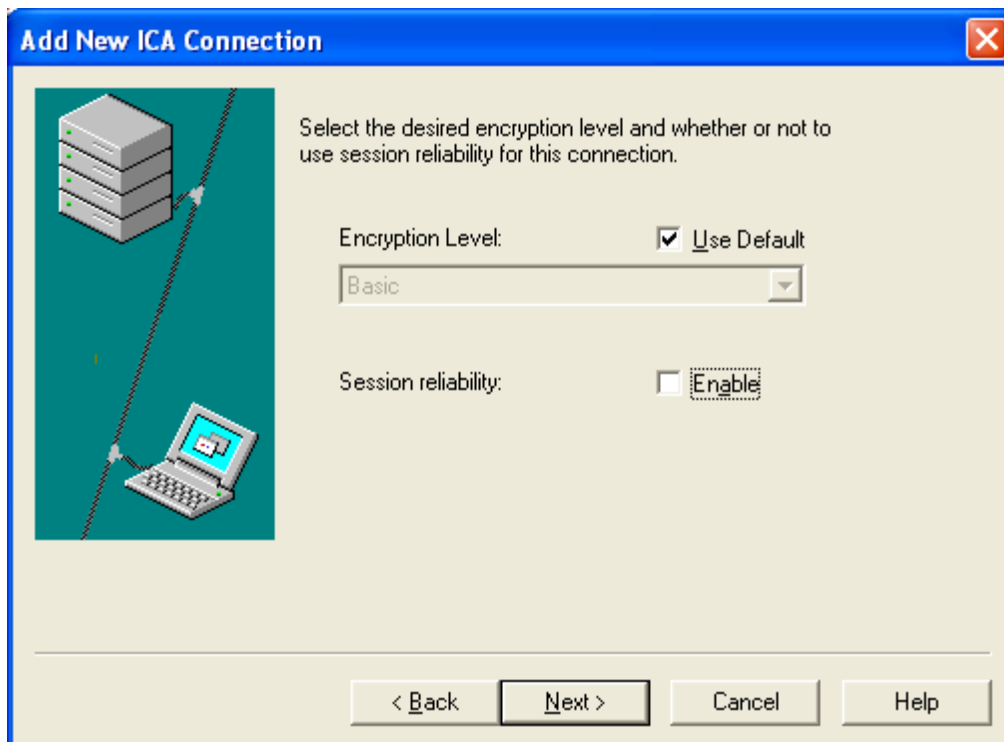 Add New ICA Connection
Select the desired encryption level and whether or not to
use session reliability for this connection.
Encryption Level:
Use Default
Basic
Session reliability:
Enable
< Back
Next >
Cancel
Help